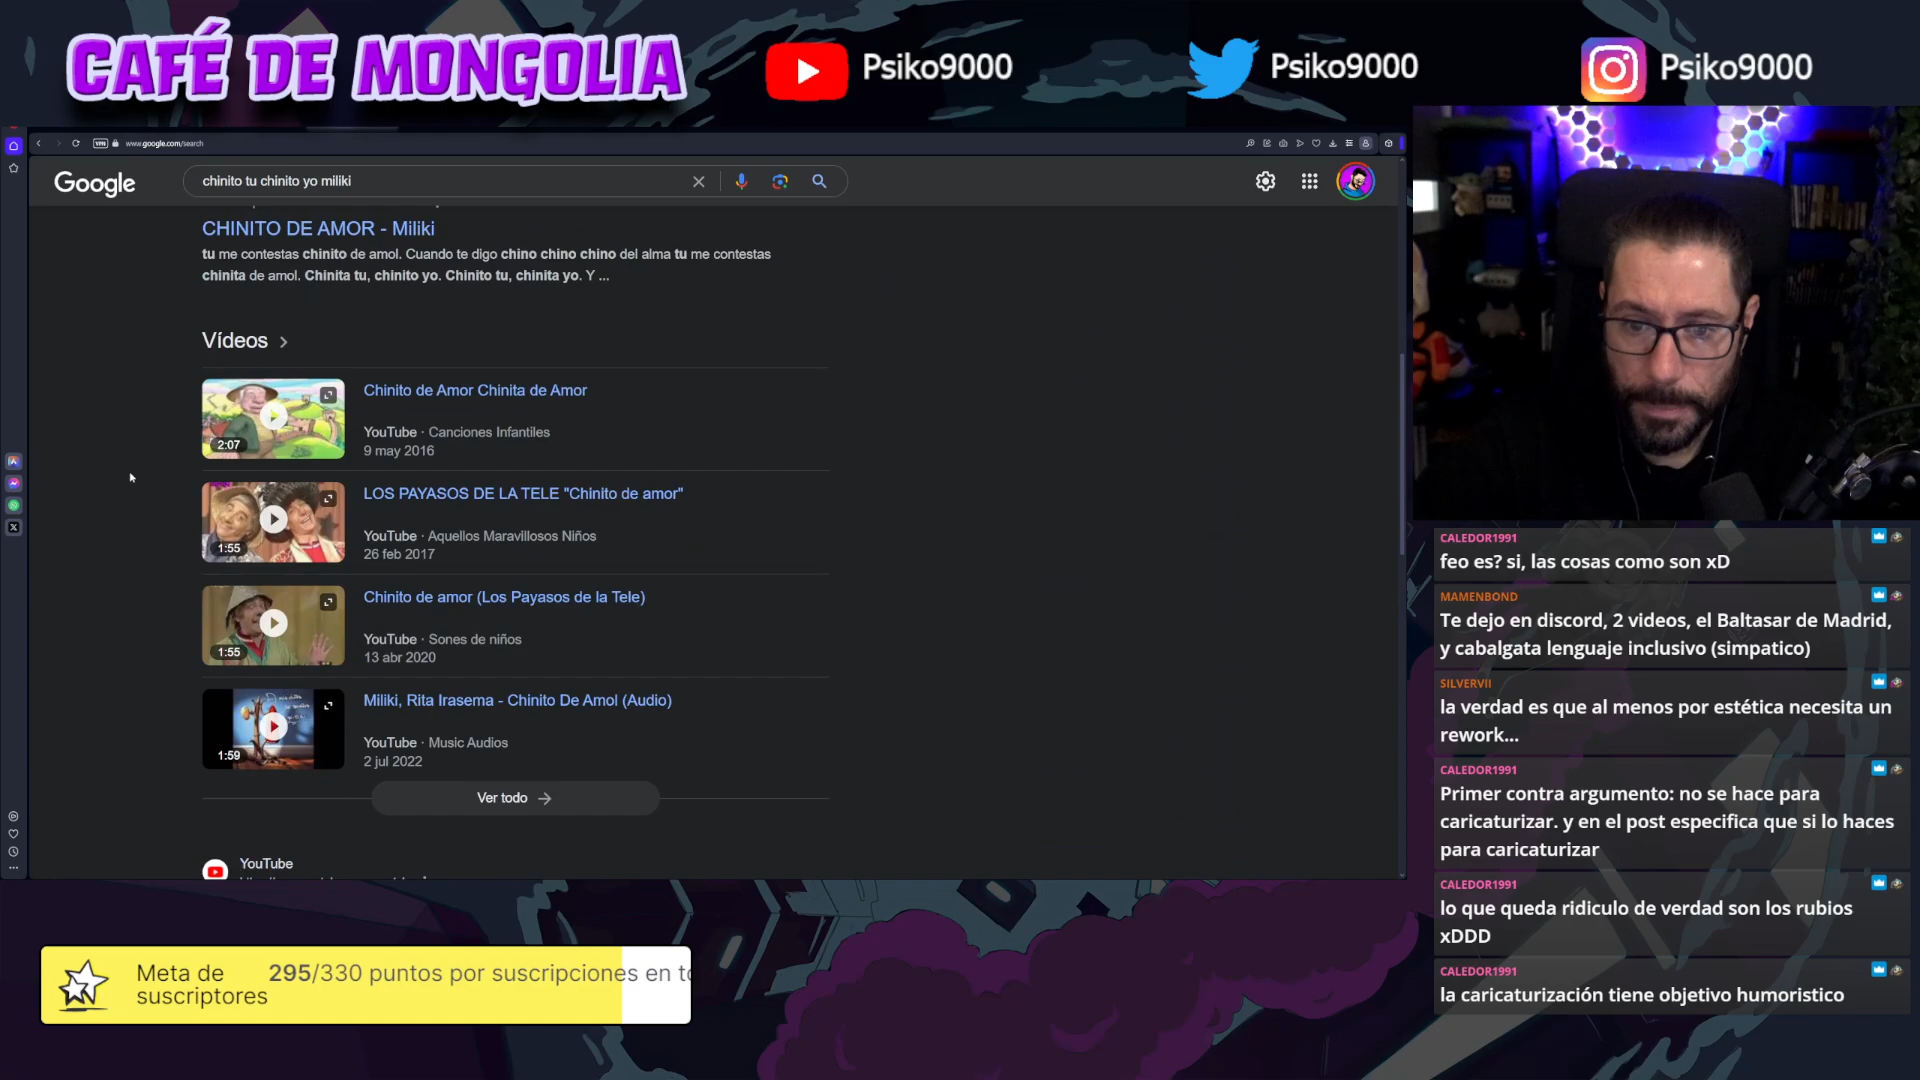 CAFÉ DE MONGOLIA
Psiko9000
Psiko9000
Psiko9000
VPN
www.google.com/search
Google
chinito tu chinito yo miliki
CHINITO DE AMOR - Miliki
tu me contestas chinito de amol. Cuando te digo chino chino chino del alma tu me contestas
chinita de amol. Chinita tu, chinito yo. Chinito tu, chinita yo. Y ...
Vídeos
Chinito de Amor Chinita de Amor
YouTube · Canciones Infantiles
9 may 2016
2:07
LOS PAYASOS DE LA TELE "Chinito de amor"
YouTube · Aquellos Maravillosos Niños
26 feb 2017
1:55
Chinito de amor (Los Payasos de la Tele)
YouTube · Sones de niños
13 abr 2020
1:55
Miliki, Rita Irasema - Chinito De Amol (Audio)
YouTube · Music Audios
2 jul 2022
1:59
Ver todo
YouTube
CALEDOR1991
feo es? si, las cosas como son xD
MAMENBOND
Te dejo en discord, 2 videos, el Baltasar de Madrid,
y cabalgata lenguaje inclusivo (simpatico)
SILVERVII
la verdad es que al menos por estética necesita un
rework...
CALEDOR1991
Primer contra argumento: no se hace para
caricaturizar. y en el post especifica que si lo haces
para caricaturizar
CALEDOR1991
lo que queda ridiculo de verdad son los rubios
xDDD
CALEDOR1991
la caricaturización tiene objetivo humoristico
Meta de
suscriptores
295/330 puntos por suscripciones en to